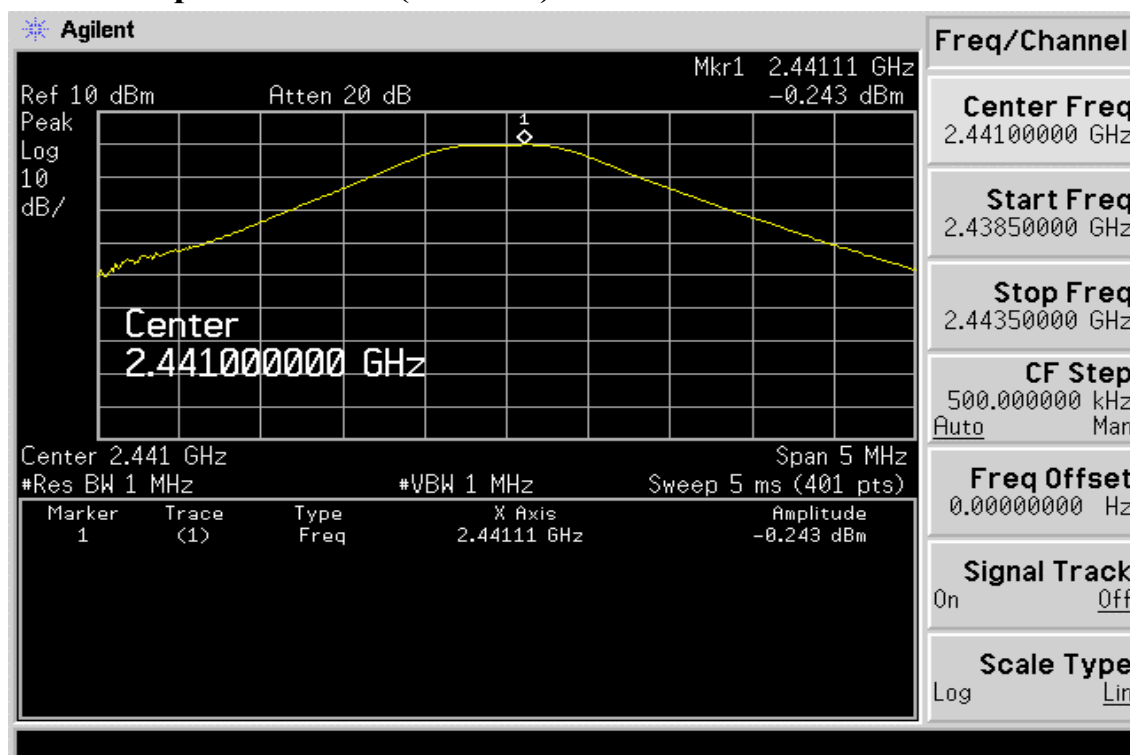 Agilent
Mkr1 2.44111 GHz
Ref 10 dBm Atten 20 dB -0.243 dBm
Peak
Log
10
dB/
1
Center
2.441000000 GHz
Center 2.441 GHz Span 5 MHz
#Res BW 1 MHz #VBW 1 MHz Sweep 5 ms (401 pts)
Marker Trace Type X Axis Amplitude
1 (1) Freq 2.44111 GHz -0.243 dBm
Freq/Channel
Center Freq
2.44100000 GHz
Start Freq
2.43850000 GHz
Stop Freq
2.44350000 GHz
CF Step
500.000000 kHz
Auto Man
Freq Offset
0.00000000 Hz
Signal Track
On Off
Scale Type
Log Lin